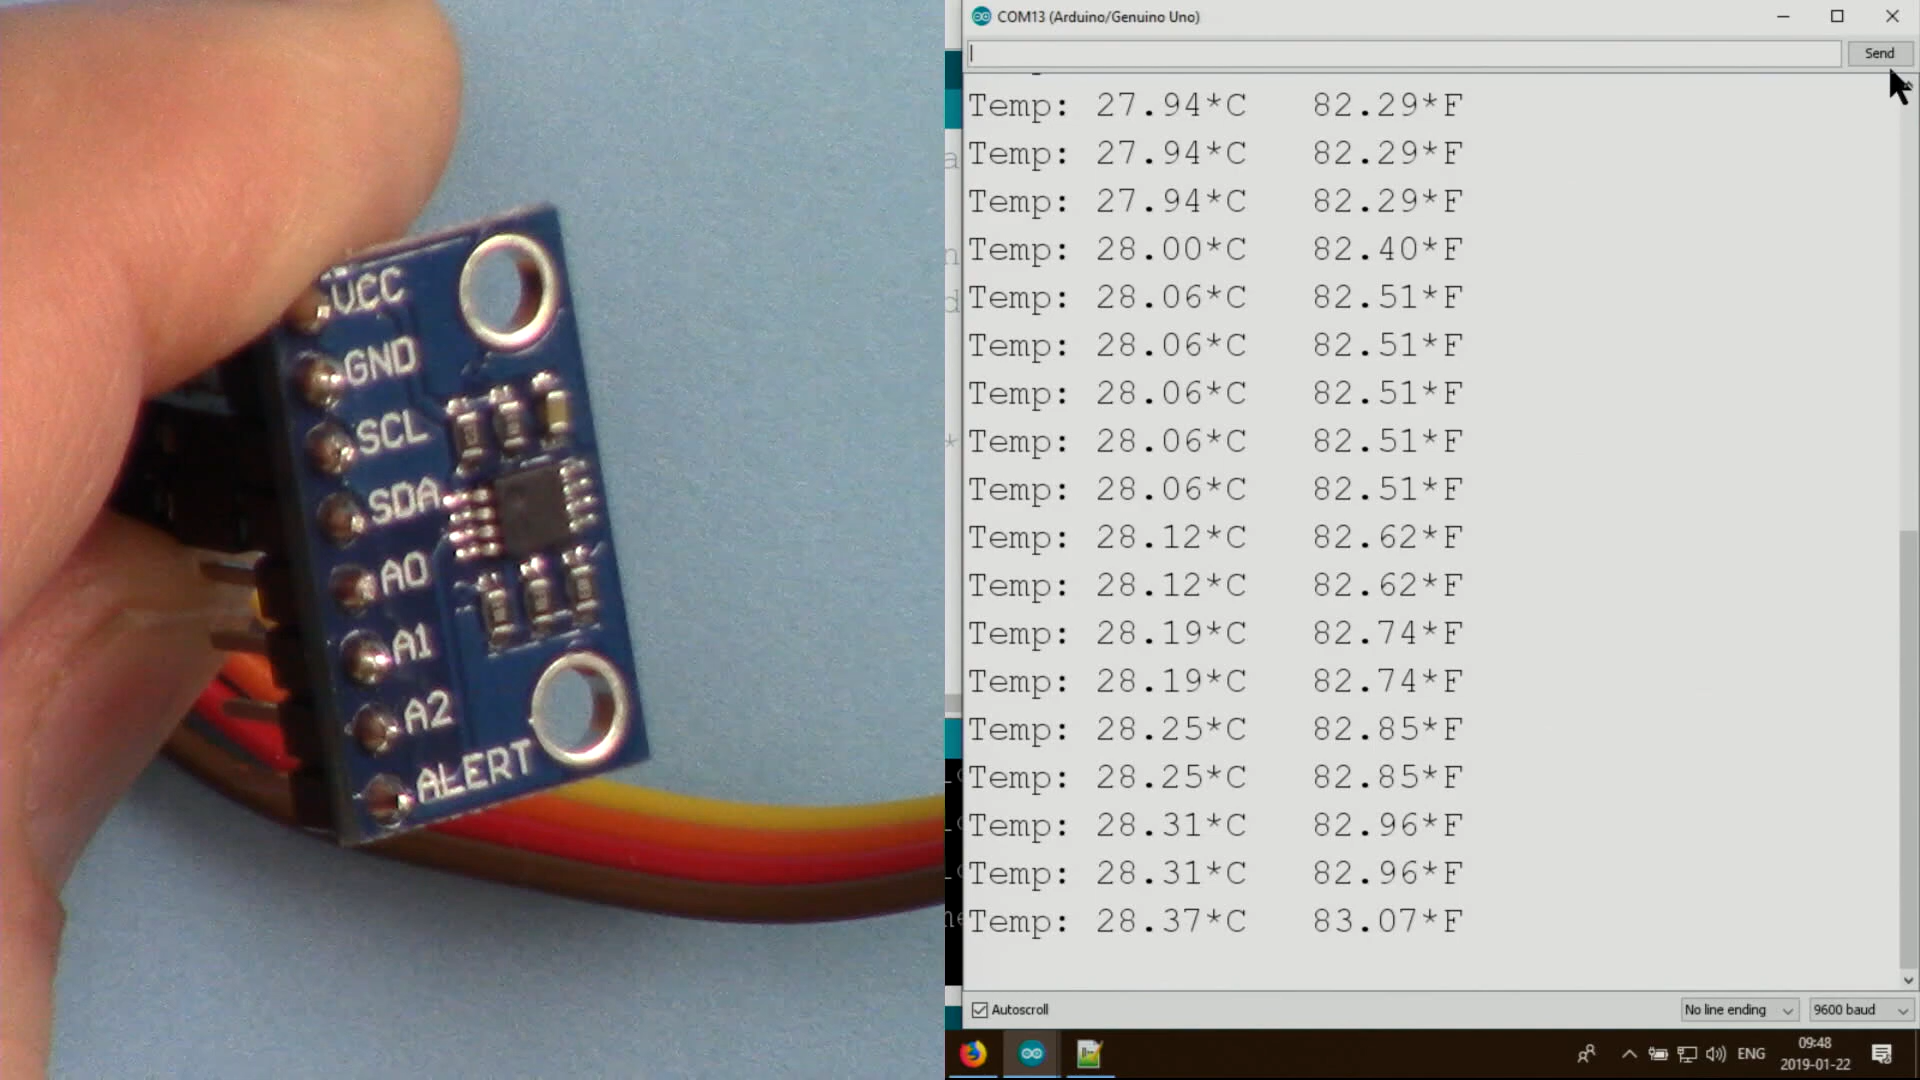 VCC
GND
SCL
SDA
A0
A1
A2
ALERT
COM13 (Arduino/Genuino Uno)
Send
Temp: 27.94*C 82.29*F
Temp: 27.94*C 82.29*F
Temp: 27.94*C 82.29*F
Temp: 28.00*C 82.40*F
Temp: 28.06*C 82.51*F
Temp: 28.06*C 82.51*F
Temp: 28.06*C 82.51*F
Temp: 28.06*C 82.51*F
Temp: 28.06*C 82.51*F
Temp: 28.12*C 82.62*F
Temp: 28.12*C 82.62*F
Temp: 28.19*C 82.74*F
Temp: 28.19*C 82.74*F
Temp: 28.25*C 82.85*F
Temp: 28.25*C 82.85*F
Temp: 28.31*C 82.96*F
Temp: 28.31*C 82.96*F
Temp: 28.37*C 83.07*F
Autoscroll
No line ending
9600 baud
ENG
09:48
2019-01-22